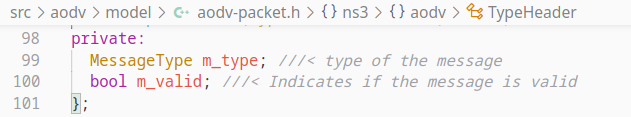 src > aodv > model > aodv-packet.h > {} ns3 > {} aodv > TypeHeader
98 private:
99 MessageType m_type; ///< type of the message
100 bool m_valid; ///< Indicates if the message is valid
101 };